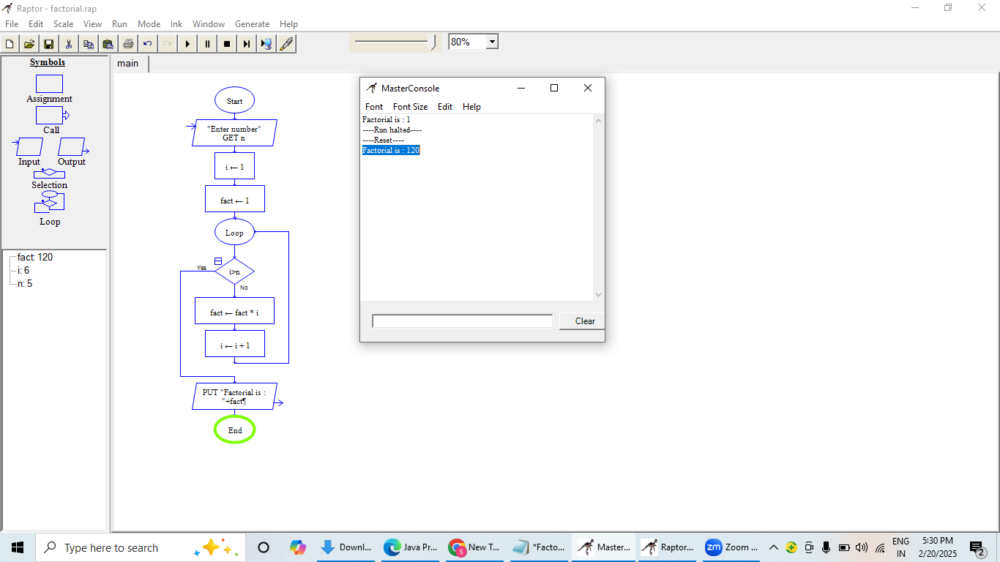 Raptor - factorial.rap
File Edit Scale View Run Mode Ink Window Generate Help
80%
Symbols
Assignment
Call
Input Output
Selection
Loop
fact: 120
i: 6
n: 5
main
Start
"Enter number"
GET n
i ← 1
fact ← 1
Loop
Yes
i>n
No
fact ← fact * i
i ← i + 1
PUT "Factorial is :
"+fact¶
End
MasterConsole
Font Font Size Edit Help
Factorial is : 1
----Run halted----
----Reset----
Factorial is : 120
Clear
Type here to search
Downl...
Java Pr...
S
New T...
*Facto...
Master...
Raptor...
zm
Zoom ...
ENG
IN
5:30 PM
2/20/2025
2